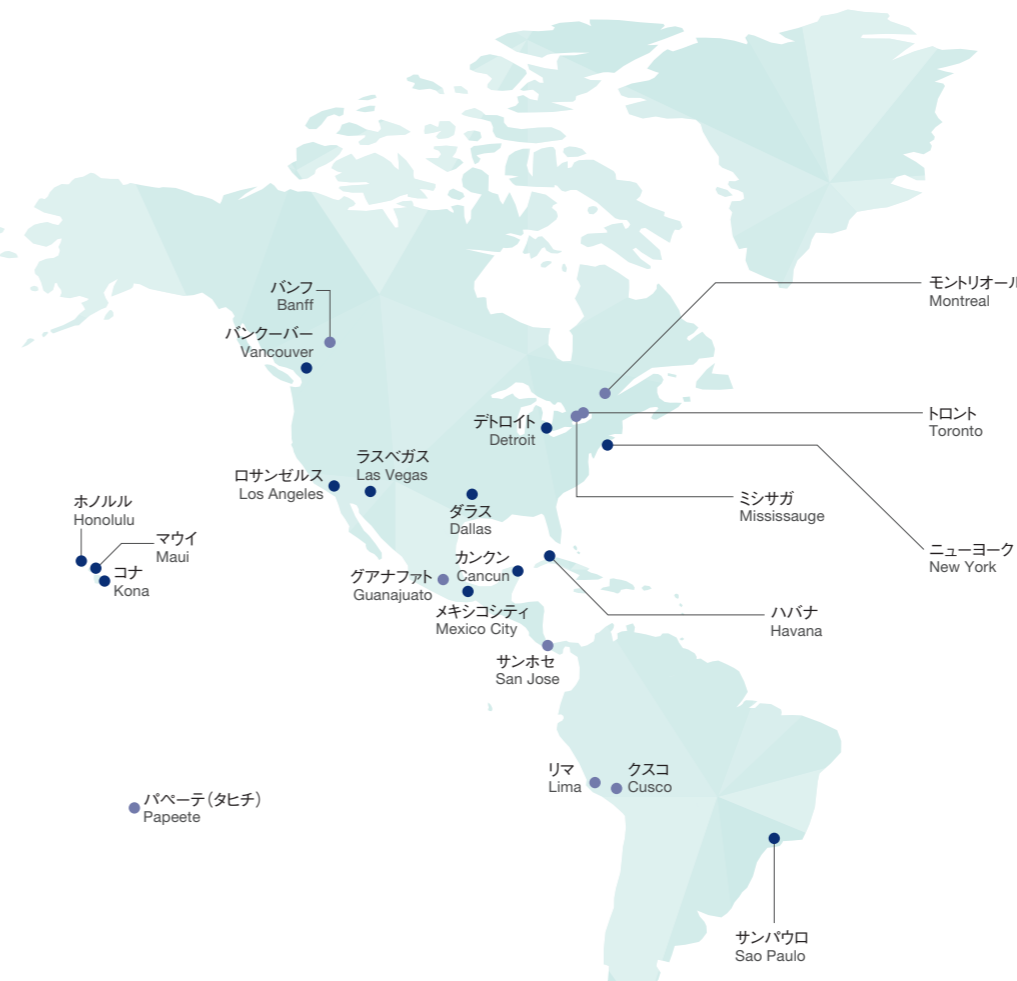 モントリオール
Montreal
バンフ
Banff
バンクーバー
Vancouver
トロント
Toronto
デトロイト
Detroit
ラスベガス
Las Vegas
ロサンゼルス
Los Angeles
ミシサガ
Mississauge
ホノルル
Honolulu
ダラス
Dallas
マウイ
Maui
ニューヨーク
New York
コナ
Kona
カンクン
Cancun
グアナファト
Guanajuato
メキシコシティ
Mexico City
ハバナ
Havana
サンホセ
San Jose
リマ
Lima
クスコ
Cusco
パペーテ（タヒチ）
Papeete
サンパウロ
Sao Paulo